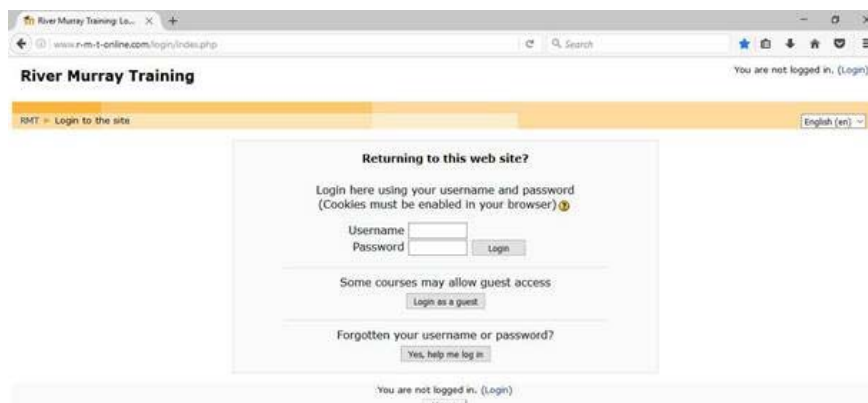 River Murray Training: Lo...
www.r-m-t-online.com/login/index.php
Search
River Murray Training
You are not logged in. (Login)
RMT ► Login to the site
English (en)
Returning to this web site?
Login here using your username and password
(Cookies must be enabled in your browser)
Username
Password
Login
Some courses may allow guest access
Login as a guest
Forgotten your username or password?
Yes, help me log in
You are not logged in. (Login)